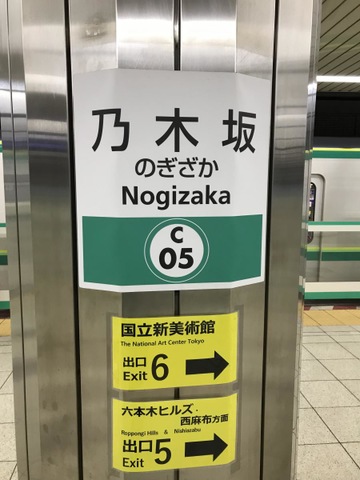 乃木坂
のぎざか
Nogizaka
C
05
国立新美術館
The National Art Center Tokyo
出口
Exit 6
六本木ヒルズ・
西麻布方面
Roppongi Hills & Nishiazabu
出口
Exit 5